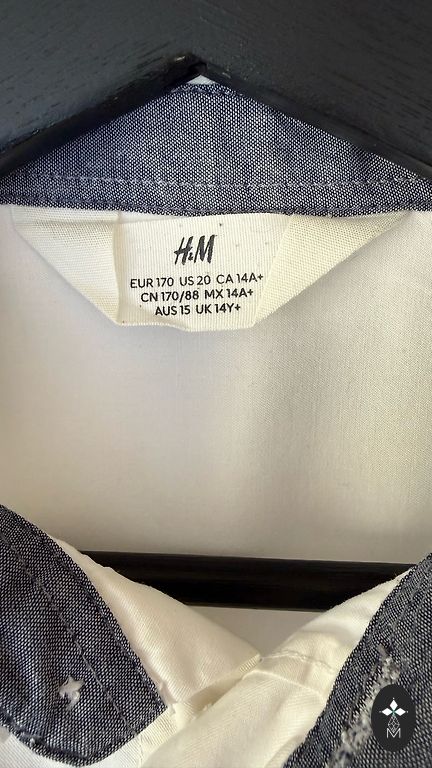 H&M
EUR 170 US 20 CA 14A+
CN 170/88 MX 14A+
AUS 15 UK 14Y+
M